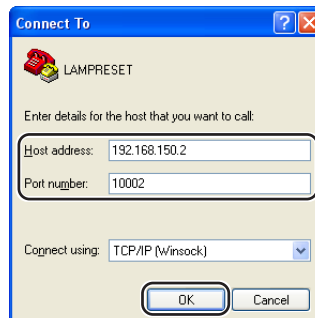 Connect To
LAMPRESET
Enter details for the host that you want to call:
Host address: 192.168.150.2
Port number: 10002
Connect using: TCP/IP (Winsock)
OK Cancel